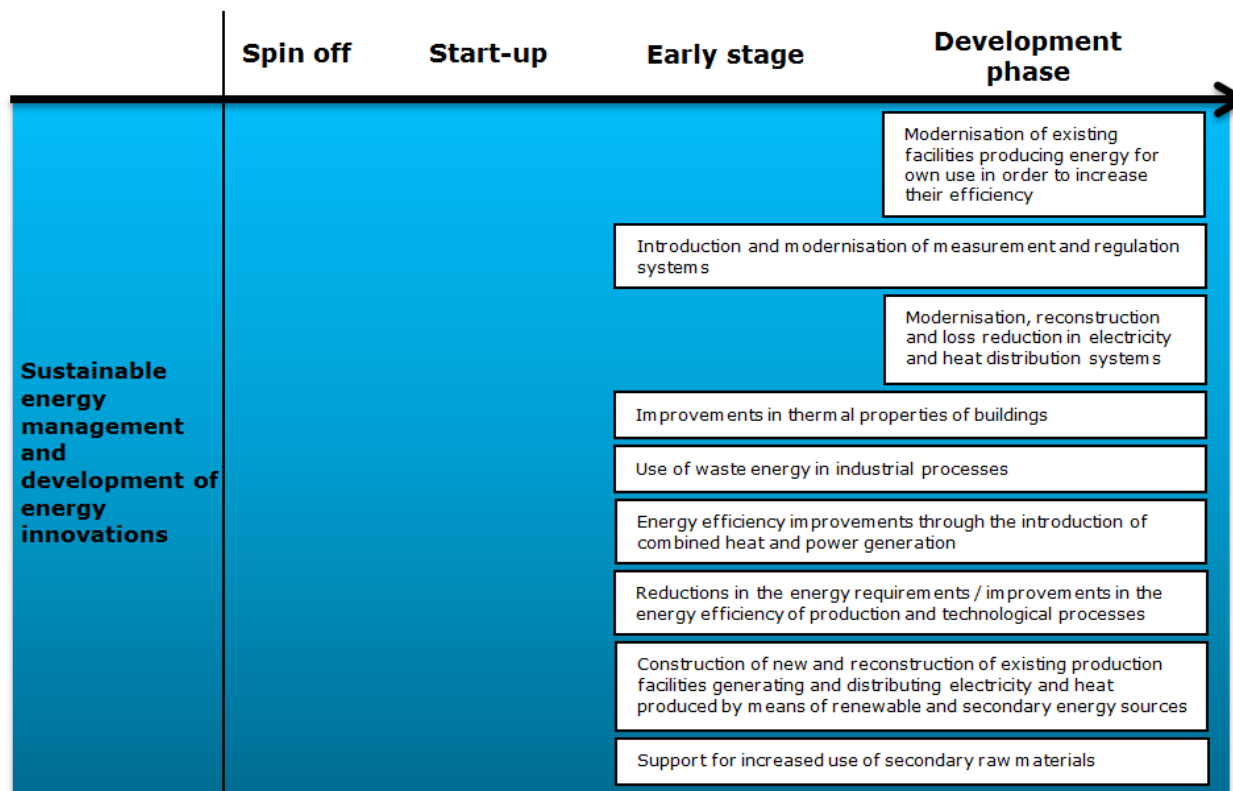 Spin off
Start-up
Early stage
Development
phase
Sustainable
energy
management
and
development of
energy
innovations
Modernisation of existing
facilities producing energy for
own use in order to increase
their efficiency
Introduction and modernisation of measurement and regulation
systems
Modernisation, reconstruction
and loss reduction in electricity
and heat distribution systems
Improvements in thermal properties of buildings
Use of waste energy in industrial processes
Energy efficiency improvements through the introduction of
combined heat and power generation
Reductions in the energy requirements / improvements in the
energy efficiency of production and technological processes
Construction of new and reconstruction of existing production
facilities generating and distributing electricity and heat
produced by means of renewable and secondary energy sources
Support for increased use of secondary raw materials